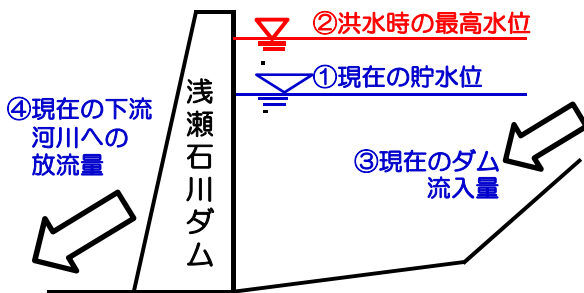 ②洪水時の最高水位
①現在の貯水位
④現在の下流
河川への
放流量
浅瀬石川ダム
③現在のダム
流入量